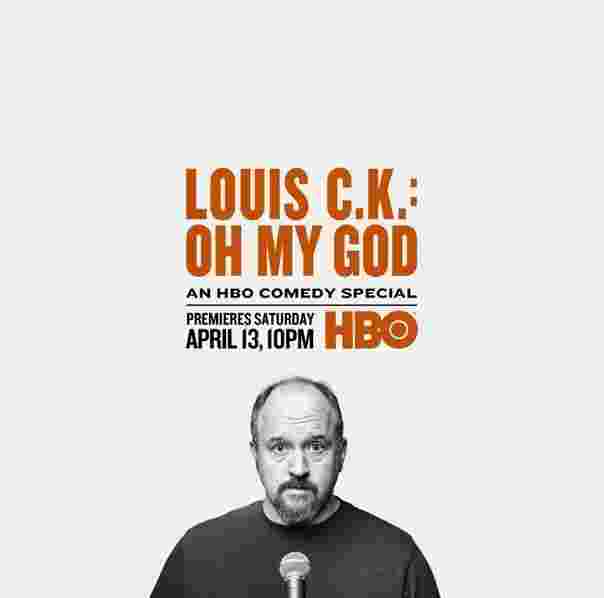 LOUIS C.K.:
OH MY GOD
AN HBO COMEDY SPECIAL
PREMIERES SATURDAY
APRIL 13, 10PM
HBO